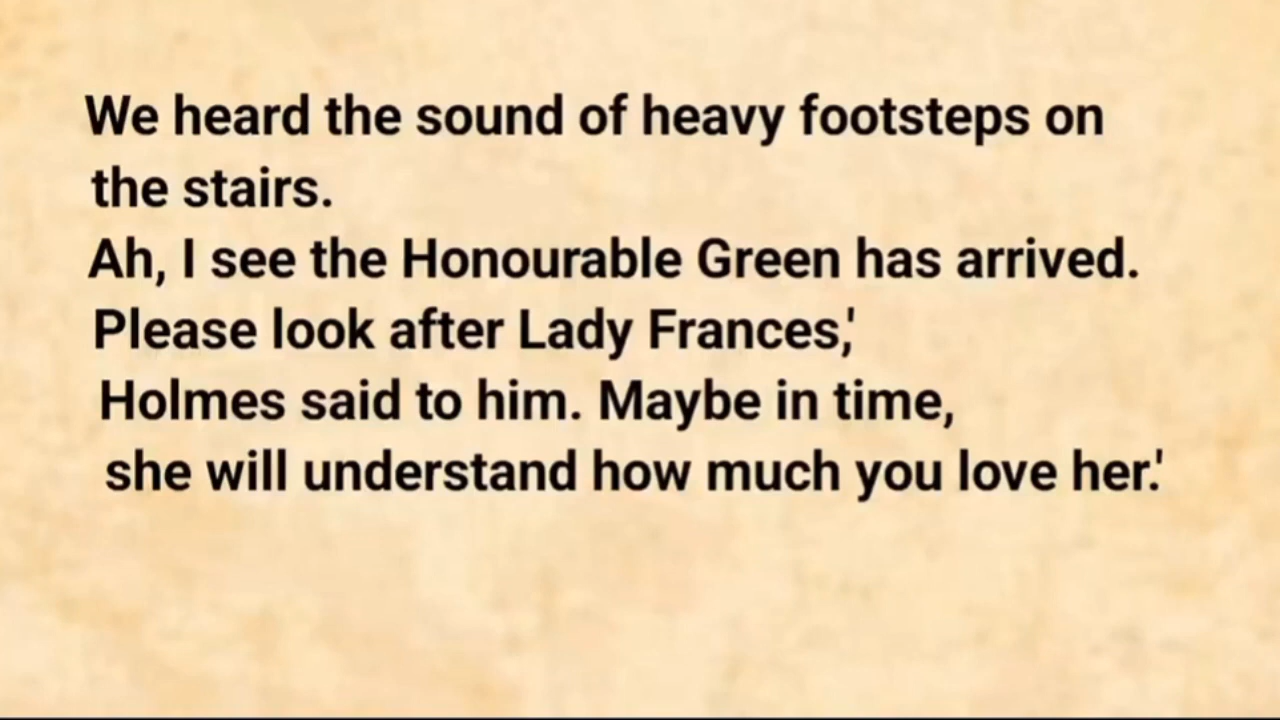 We heard the sound of heavy footsteps on
the stairs.
Ah, I see the Honourable Green has arrived.
Please look after Lady Frances,'
Holmes said to him. Maybe in time,
she will understand how much you love her.'